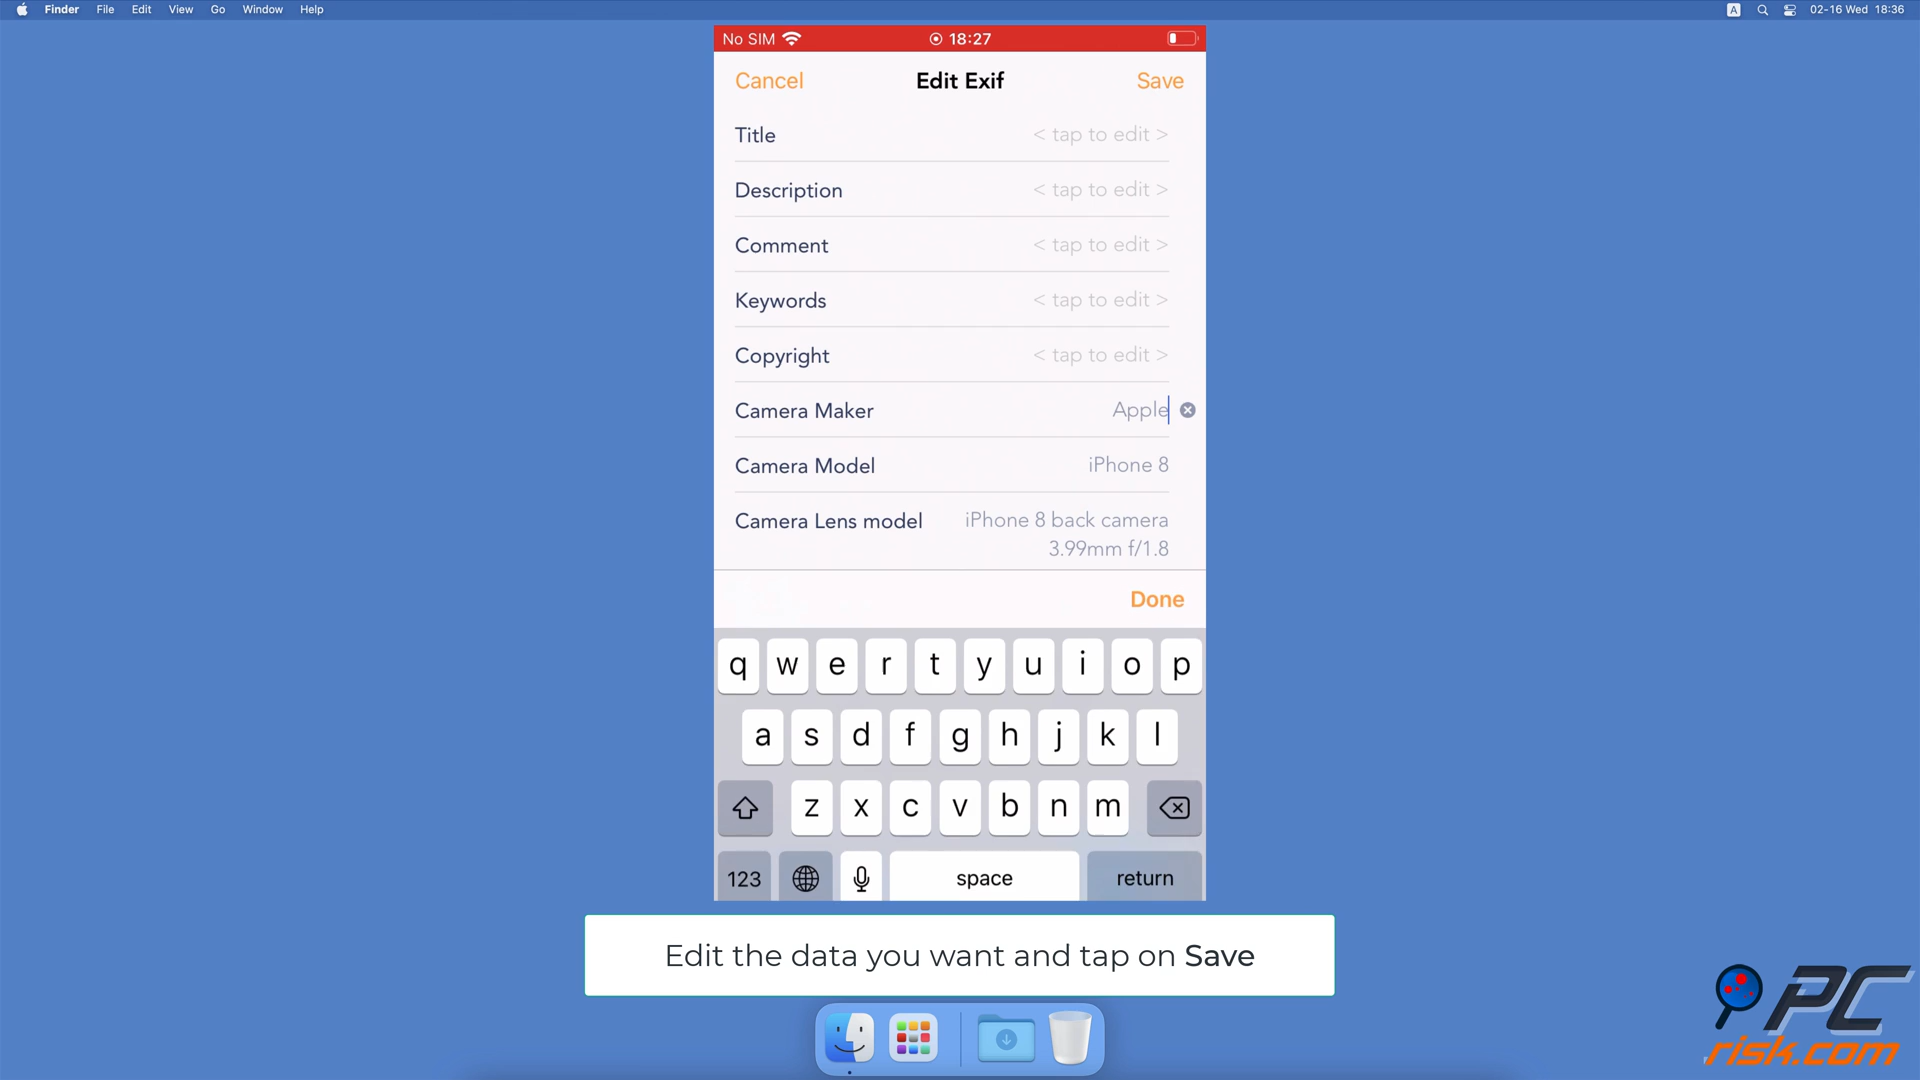 Finder File Edit View Go Window Help
A 02-16 Wed 18:36
No SIM 18:27
Cancel Edit Exif Save
Title < tap to edit >
Description < tap to edit >
Comment < tap to edit >
Keywords < tap to edit >
Copyright < tap to edit >
Camera Maker Apple
Camera Model iPhone 8
Camera Lens model iPhone 8 back camera
3.99mm f/1.8
Done
q w e r t y u i o p
a s d f g h j k l
z x c v b n m
123 space return
Edit the data you want and tap on Save
PC
risk.com